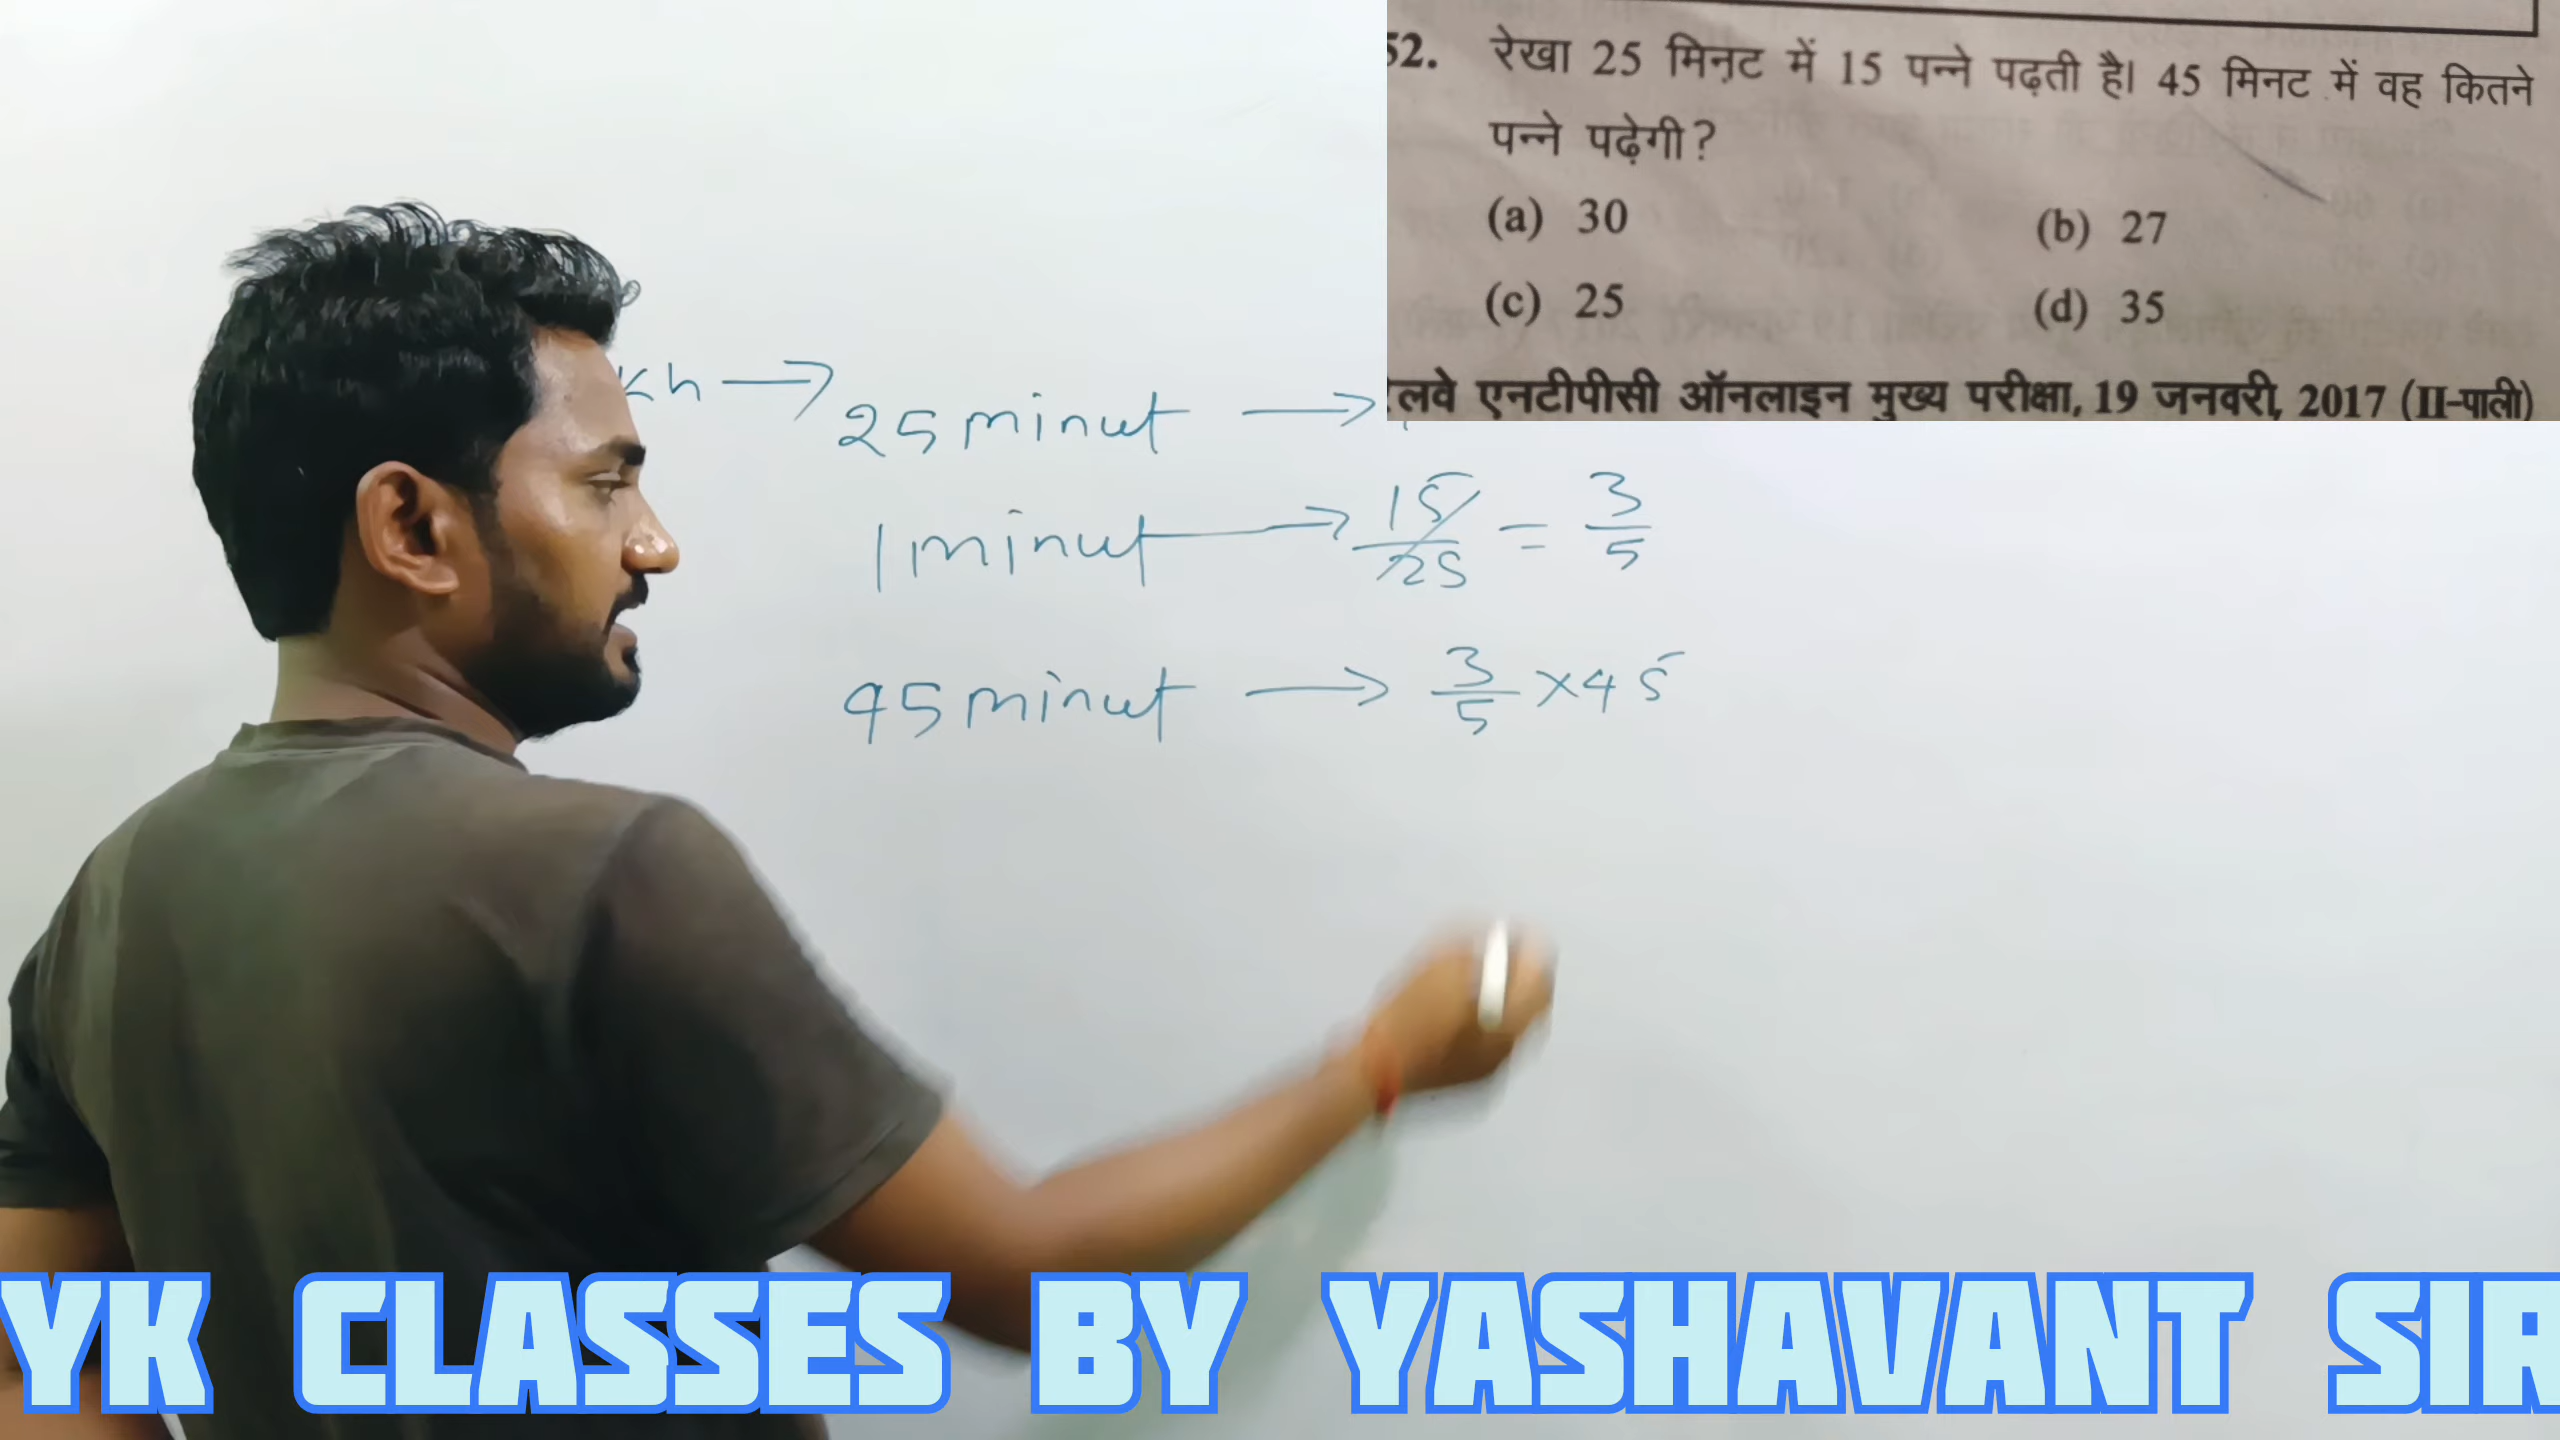 52. रेखा 25 मिनट में 15 पन्ने पढ़ती है। 45 मिनट में वह कितने
पन्ने पढ़ेगी?
(a) 30 (b) 27
(c) 25 (d) 35
रेलवे एनटीपीसी ऑनलाइन मुख्य परीक्षा, 19 जनवरी, 2017 (II-पाली)
25 minut →
1 minut → 15/25 = 3/5
45 minut → 3/5 × 45
YK CLASSES BY YASHAVANT SIR